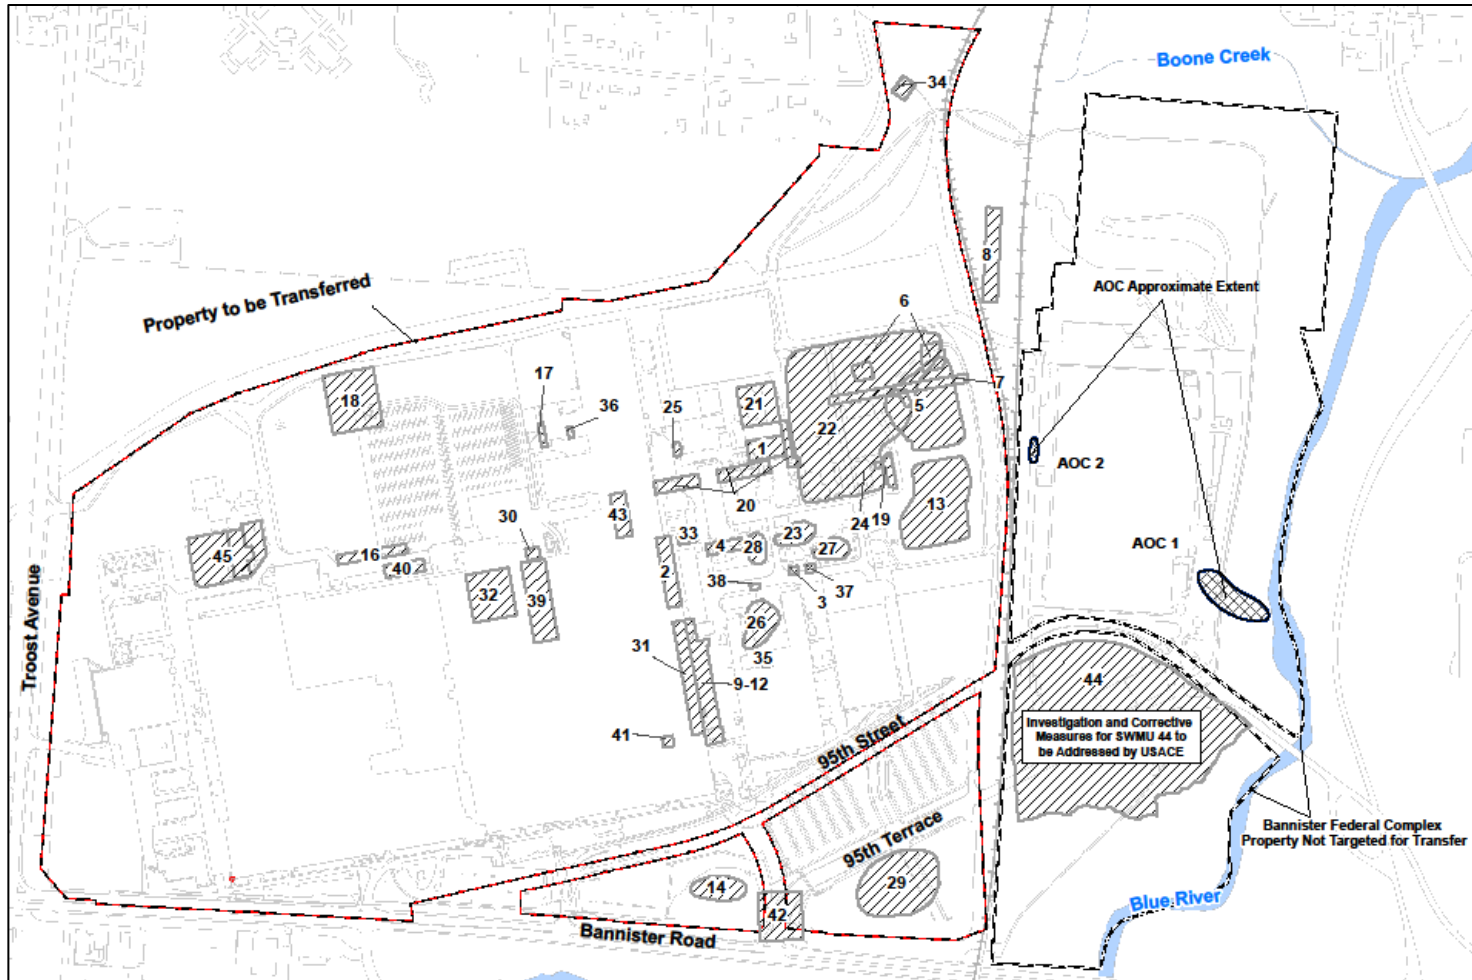 Boone Creek
34
8
AOC Approximate Extent
Property to be Transferred
6
17
36
25
21
7
18
5
22
1
AOC 2
20
13
43
24
19
30
33
23
AOC 1
45
16
4
28
27
40
2
38
3
37
32
39
26
Troost Avenue
31
35
9-12
44
Investigation and Corrective
Measures for SWMU 44 to
be Addressed by USACE
41
95th Street
95th Terrace
Bannister Federal Complex
Property Not Targeted for Transfer
14
29
42
Blue River
Bannister Road